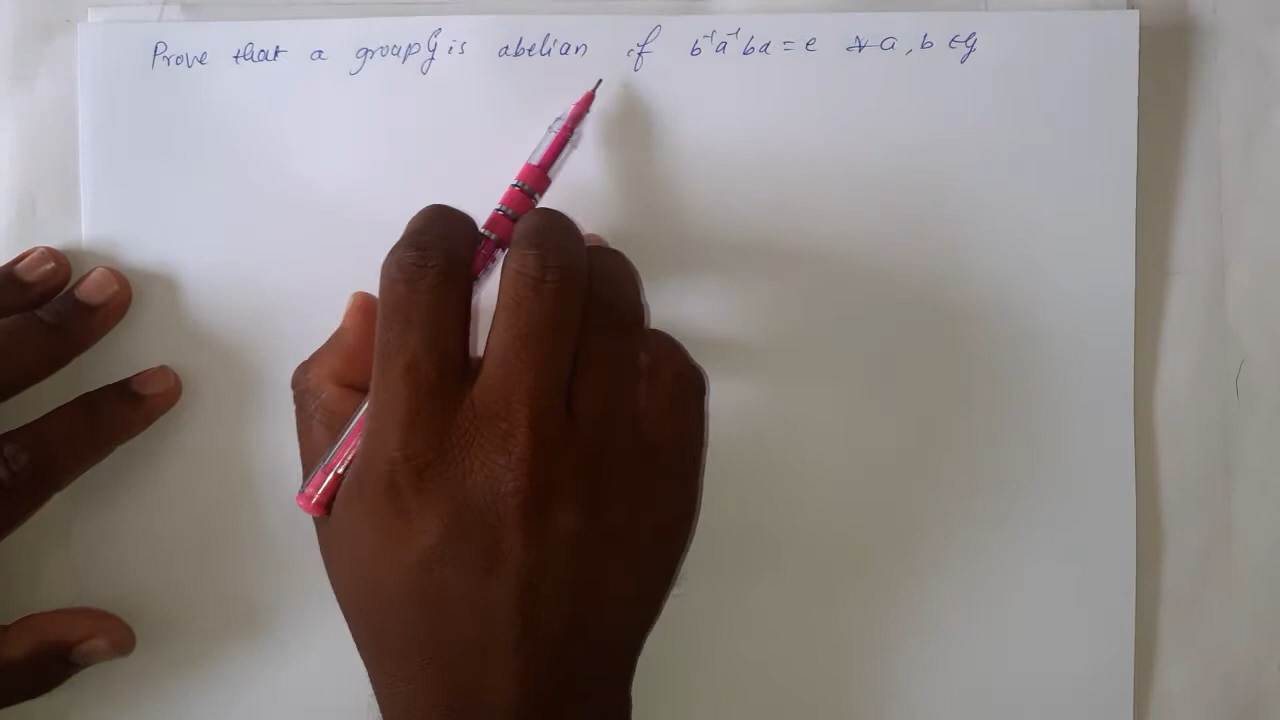 Prove that a group G is abelian if b⁻¹a⁻¹ba = e ∀ a, b ∈ G